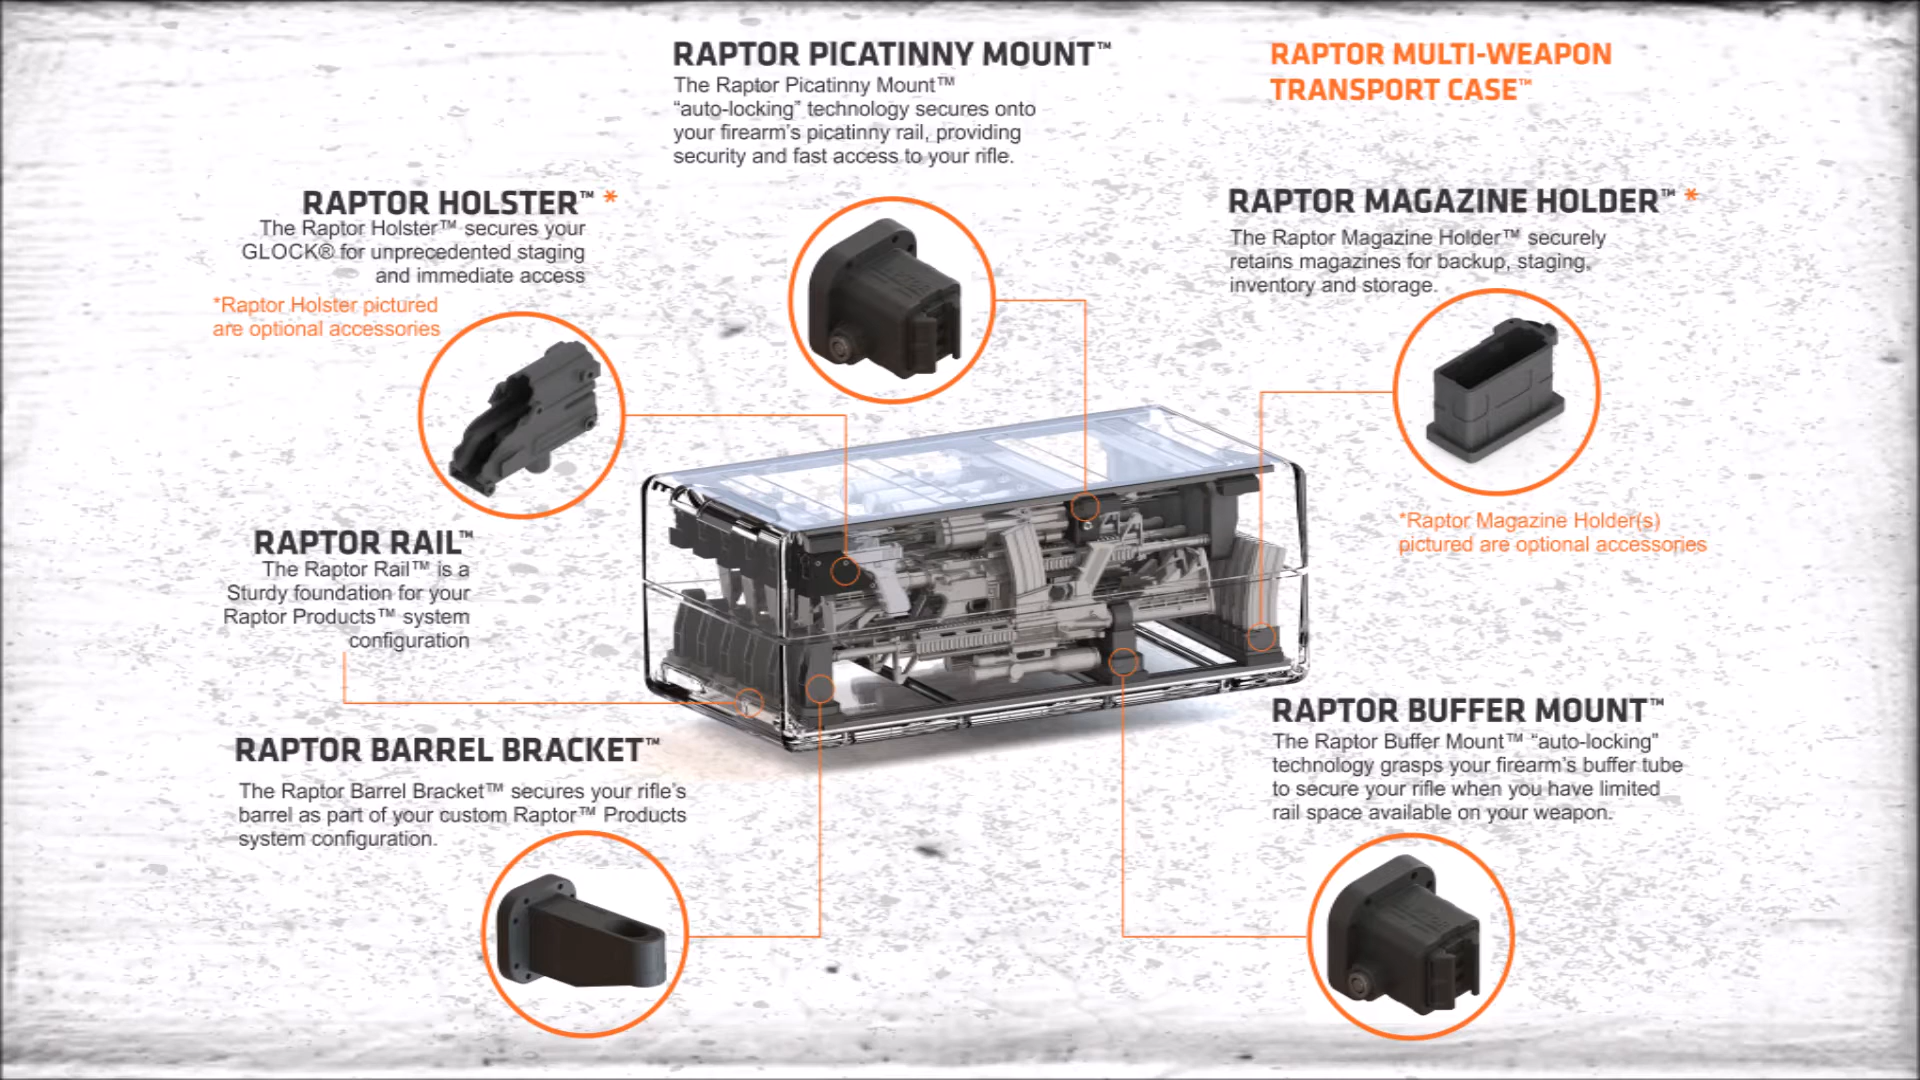 RAPTOR PICATINNY MOUNT™
The Raptor Picatinny Mount™
“auto-locking” technology secures onto
your firearm’s picatinny rail, providing
security and fast access to your rifle.
RAPTOR MULTI-WEAPON
TRANSPORT CASE™
RAPTOR HOLSTER™ *
The Raptor Holster™ secures your
GLOCK® for unprecedented staging
and immediate access
*Raptor Holster pictured
are optional accessories
RAPTOR MAGAZINE HOLDER™ *
The Raptor Magazine Holder™ securely
retains magazines for backup, staging,
inventory and storage.
*Raptor Magazine Holder(s)
pictured are optional accessories
RAPTOR RAIL™
The Raptor Rail™ is a
Sturdy foundation for your
Raptor Products™ system
configuration
RAPTOR BARREL BRACKET™
The Raptor Barrel Bracket™ secures your rifle’s
barrel as part of your custom Raptor™ Products
system configuration.
RAPTOR BUFFER MOUNT™
The Raptor Buffer Mount™ “auto-locking”
technology grasps your firearm’s buffer tube
to secure your rifle when you have limited
rail space available on your weapon.